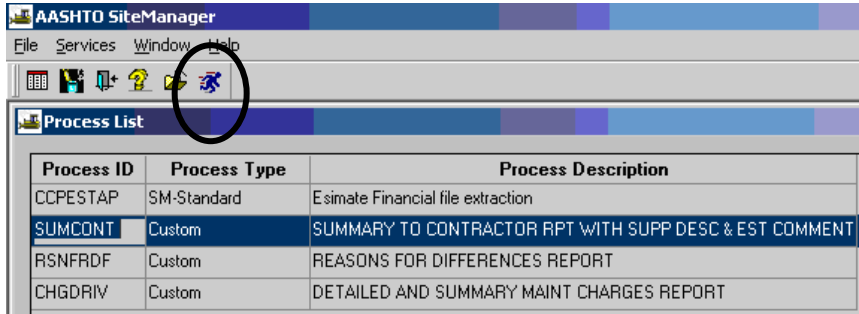 AASHTO SiteManager
File Services Window Help
Process List
Process ID Process Type Process Description
CCPESTAP SM-Standard Esimate Financial file extraction
SUMCONT Custom SUMMARY TO CONTRACTOR RPT WITH SUPP DESC & EST COMMENT
RSNFRDF Custom REASONS FOR DIFFERENCES REPORT
CHGDRIV Custom DETAILED AND SUMMARY MAINT CHARGES REPORT